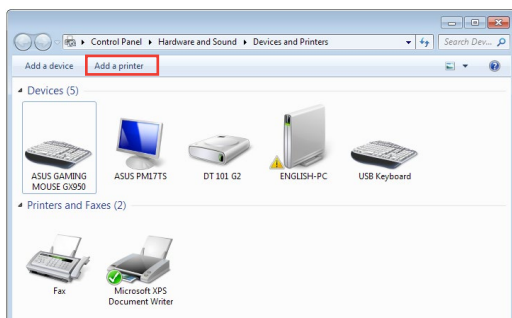 Control Panel ▸ Hardware and Sound ▸ Devices and Printers
Search Dev...
Add a device Add a printer
Devices (5)
ASUS GAMING MOUSE GX950
ASUS PM17TS
DT 101 G2
ENGLISH-PC
USB Keyboard
Printers and Faxes (2)
Fax
Microsoft XPS Document Writer